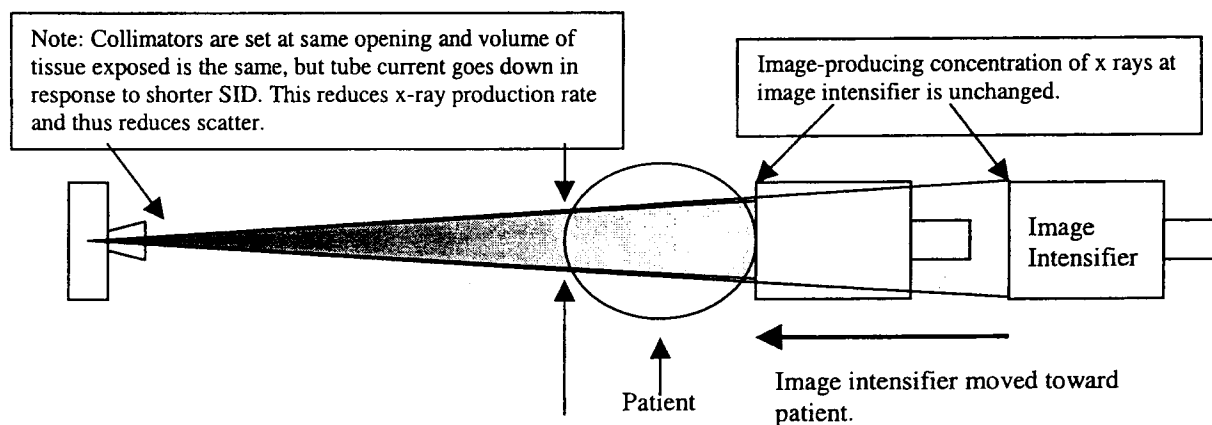 Note: Collimators are set at same opening and volume of
tissue exposed is the same, but tube current goes down in
response to shorter SID. This reduces x-ray production rate
and thus reduces scatter.
Image-producing concentration of x rays at
image intensifier is unchanged.
Image
Intensifier
Patient
Image intensifier moved toward
patient.